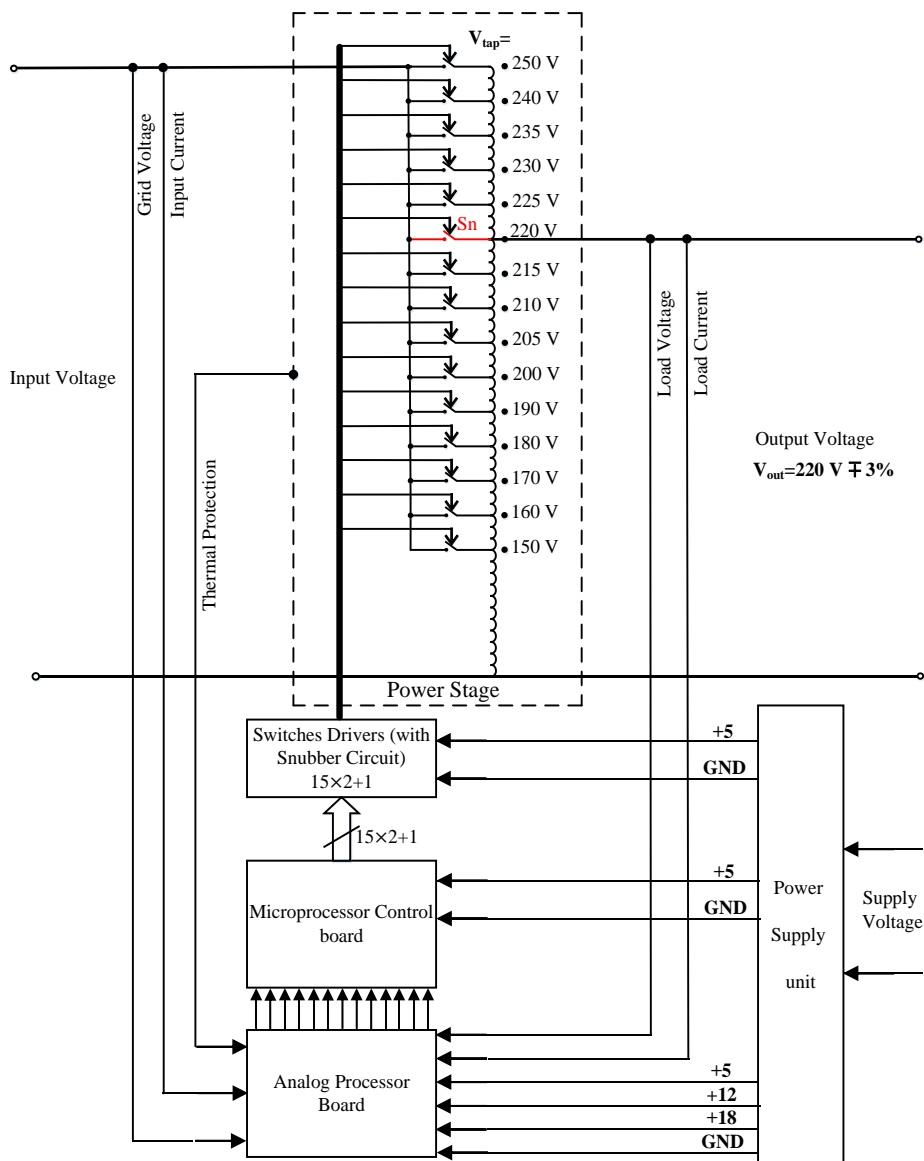 V_tap=
250 V
240 V
235 V
230 V
225 V
Sn
220 V
215 V
210 V
205 V
200 V
190 V
180 V
170 V
160 V
150 V
Grid Voltage
Input Current
Input Voltage
Thermal Protection
Load Voltage
Load Current
Output Voltage
V_out=220 V ∓ 3%
Power Stage
Switches Drivers (with
Snubber Circuit)
15×2+1
+5
GND
15×2+1
Microprocessor Control
board
+5
GND
Power
Supply
unit
Supply
Voltage
Analog Processor
Board
+5
+12
+18
GND